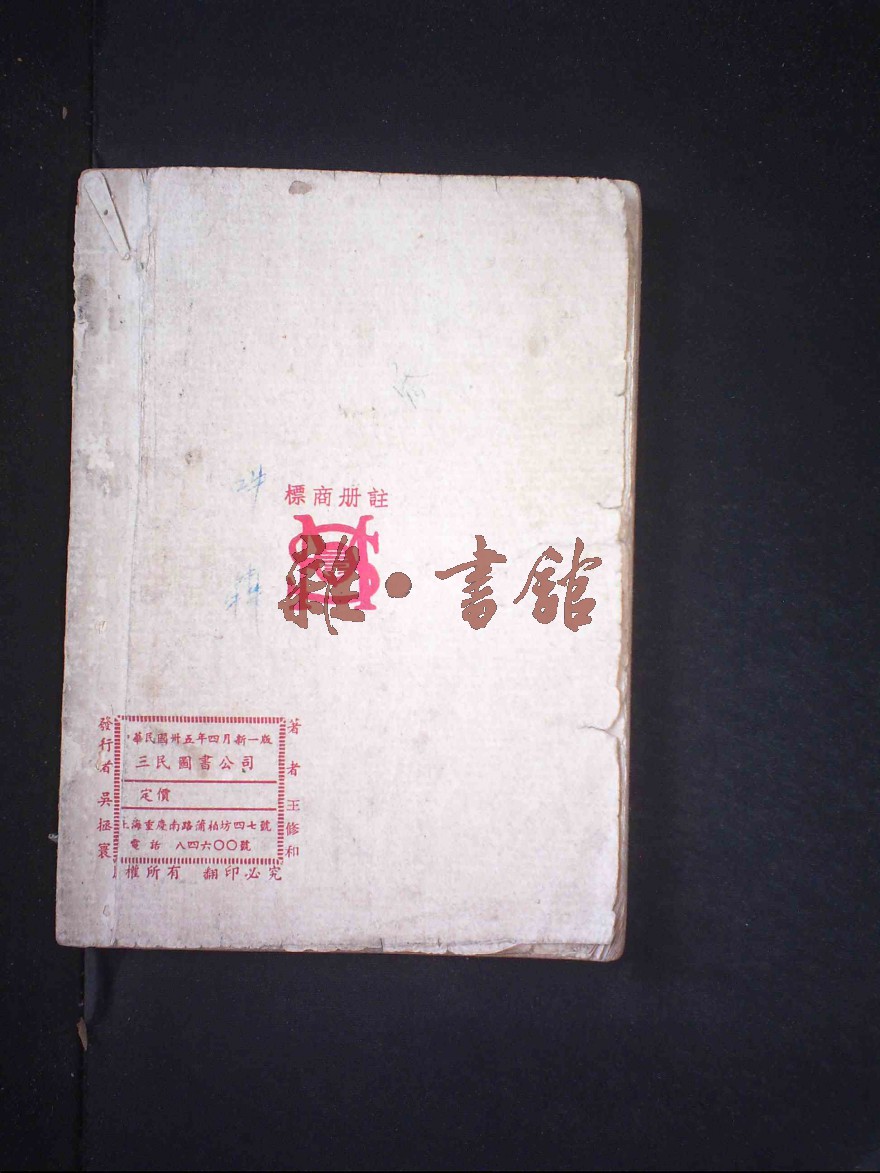 標商册註
雜·書館
華民國卅五年四月新一版
三民圖書公司
定價
海重慶南路蒲柏坊四七號
電話 八四六〇〇號
著者 王修和
發行者 吳拯寰
權所有 翻印必究